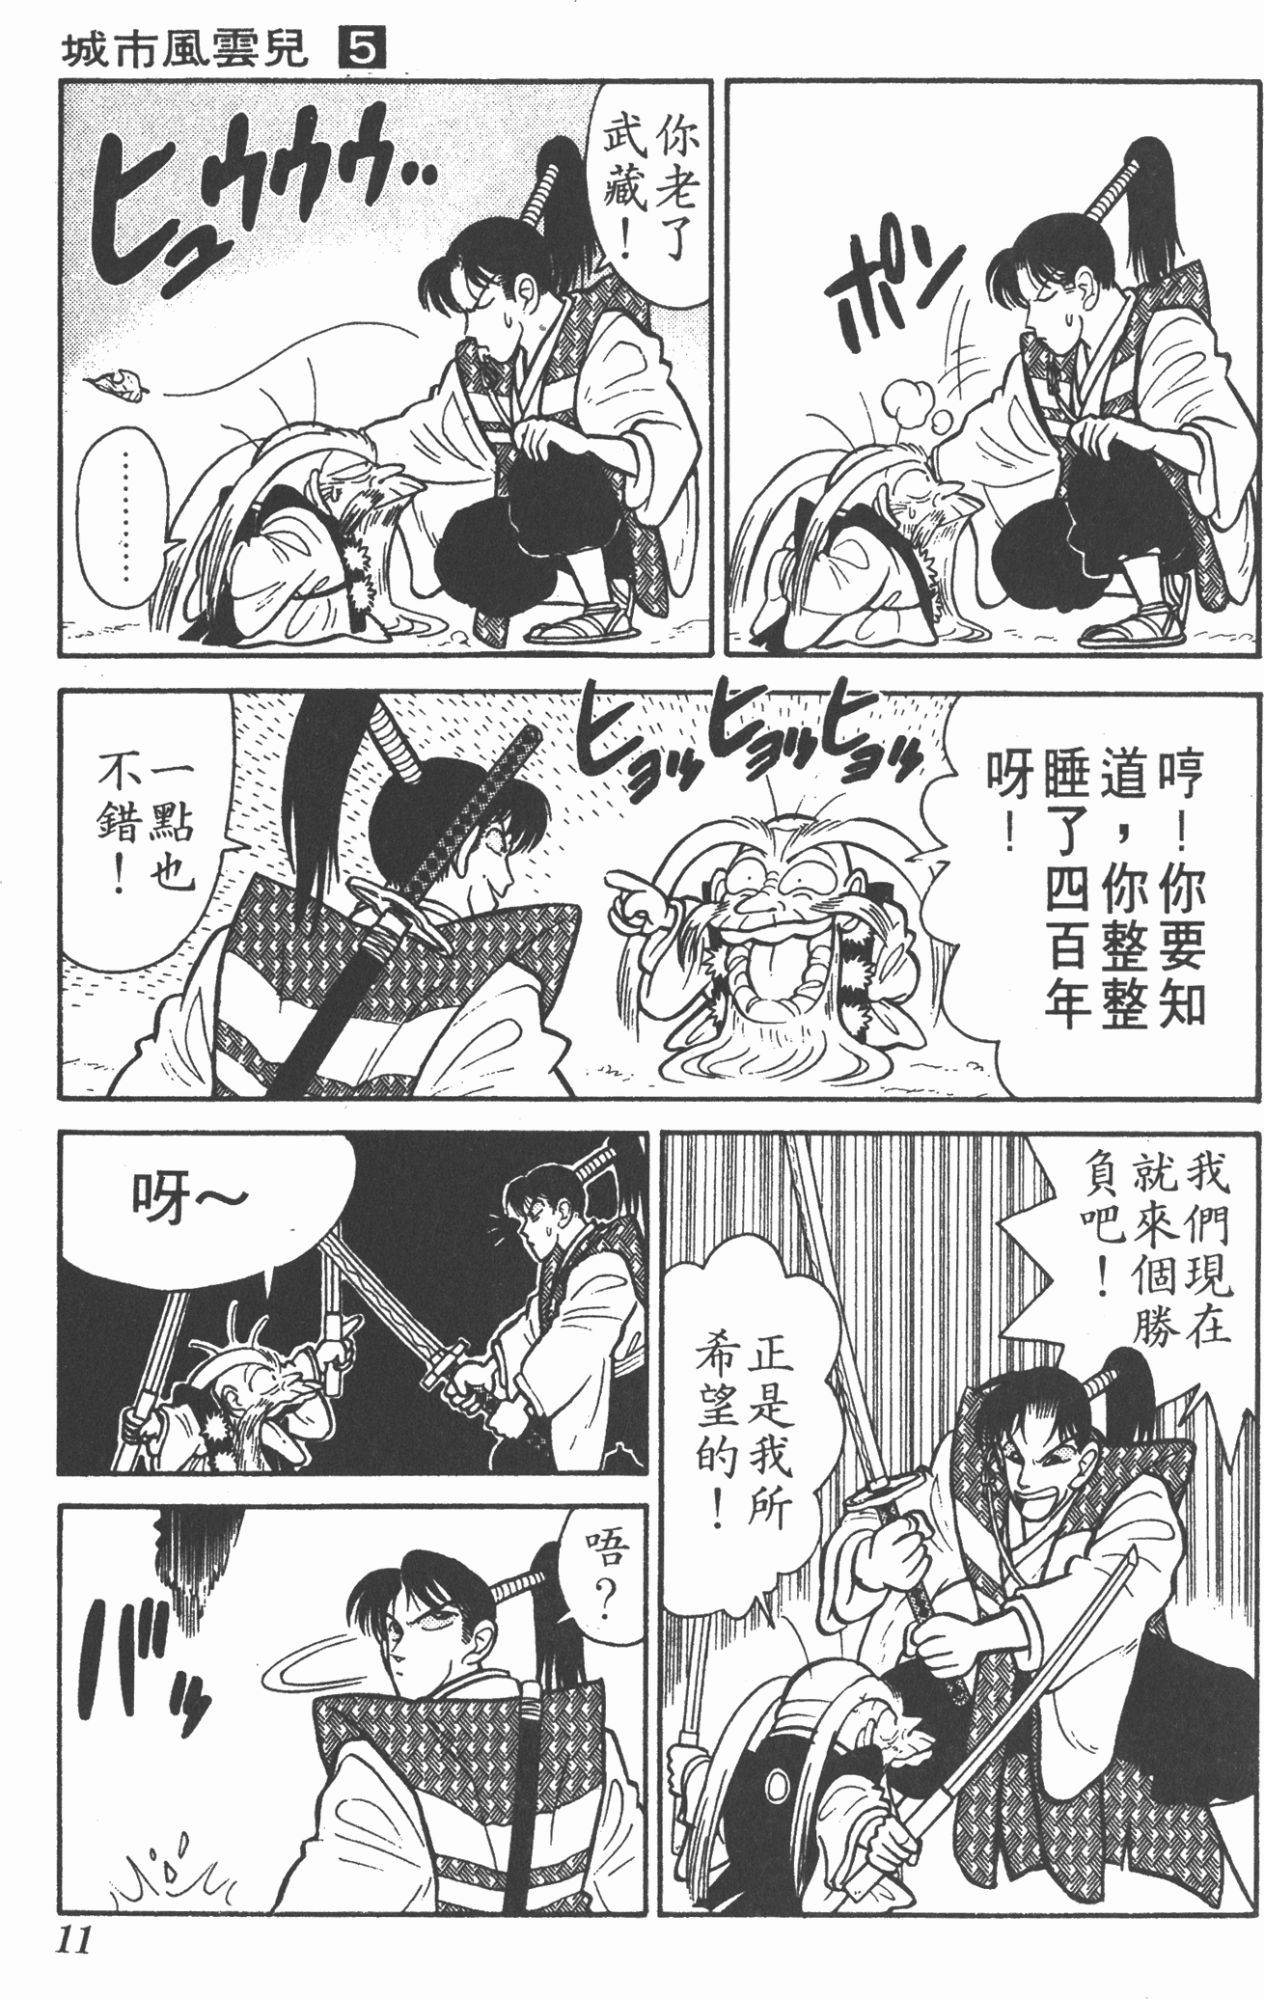 城市風雲兒 5
ポン
你老了
武藏！
ヒュウウウ..
………
哼！你要知
道，你整整
睡了四百年
呀！
ヒョッヒョッヒョッ
一點也
不錯！
我們現在
就來個勝
負吧！
正是我所
希望的！
呀～
唔？
バッ
11